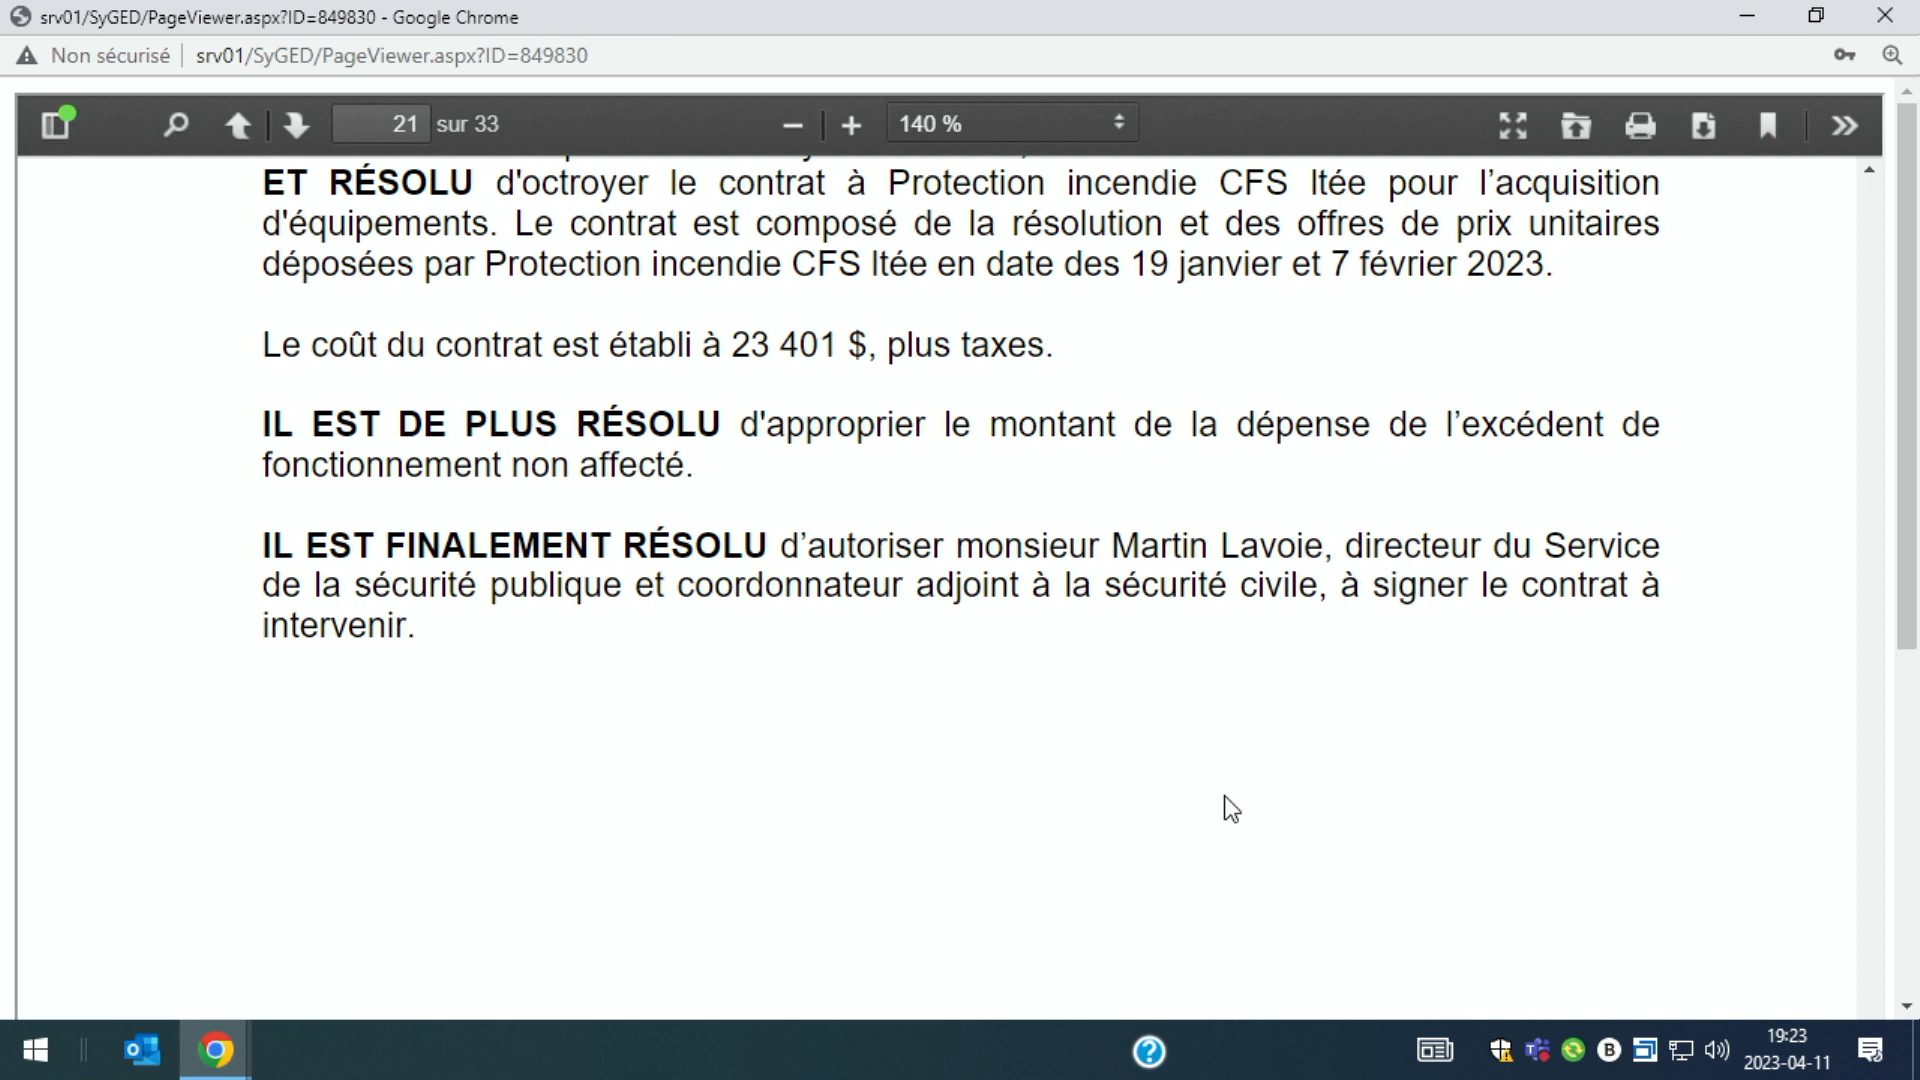 srv01/SyGED/PageViewer.aspx?ID=849830 - Google Chrome
Non sécurisé srv01/SyGED/PageViewer.aspx?ID=849830
21 sur 33 140 %
ET RÉSOLU d'octroyer le contrat à Protection incendie CFS ltée pour l’acquisition
d'équipements. Le contrat est composé de la résolution et des offres de prix unitaires
déposées par Protection incendie CFS ltée en date des 19 janvier et 7 février 2023.
Le coût du contrat est établi à 23 401 $, plus taxes.
IL EST DE PLUS RÉSOLU d'approprier le montant de la dépense de l’excédent de
fonctionnement non affecté.
IL EST FINALEMENT RÉSOLU d’autoriser monsieur Martin Lavoie, directeur du Service
de la sécurité publique et coordonnateur adjoint à la sécurité civile, à signer le contrat à
intervenir.
19:23
2023-04-11